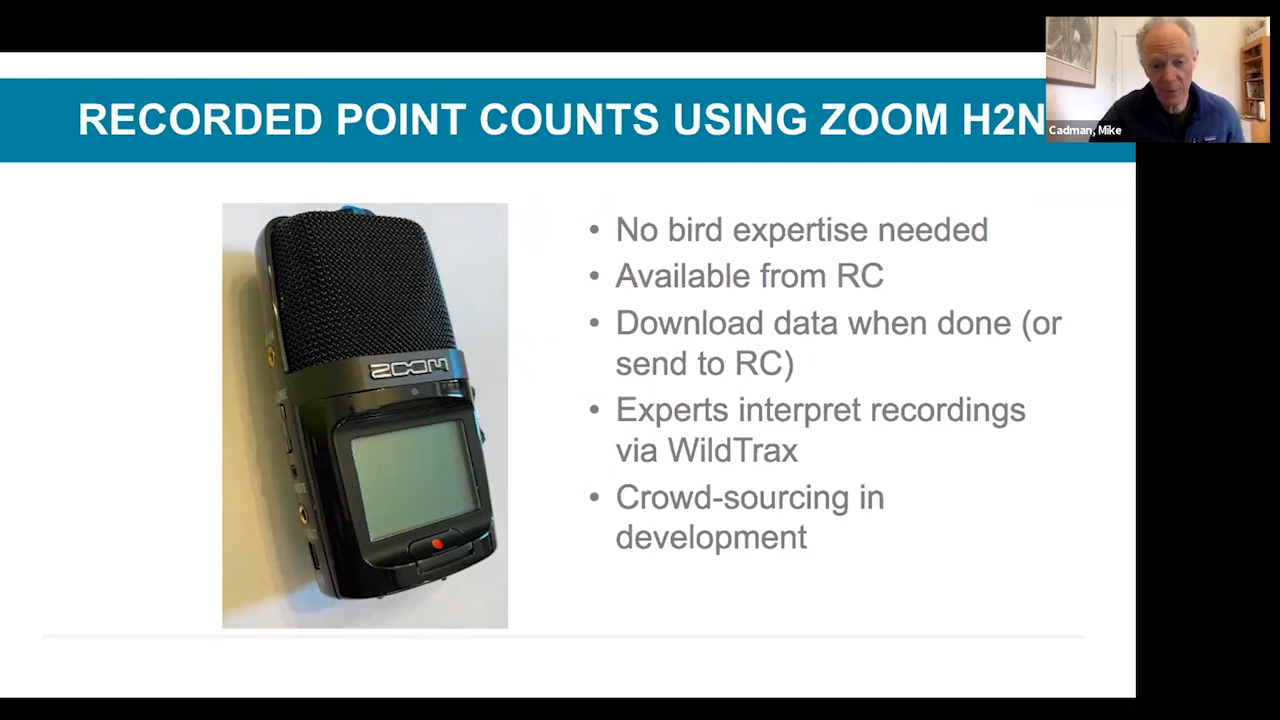 RECORDED POINT COUNTS USING ZOOM H2N
Cadman, Mike
zoom
• No bird expertise needed
• Available from RC
• Download data when done (or
send to RC)
• Experts interpret recordings
via WildTrax
• Crowd-sourcing in
development